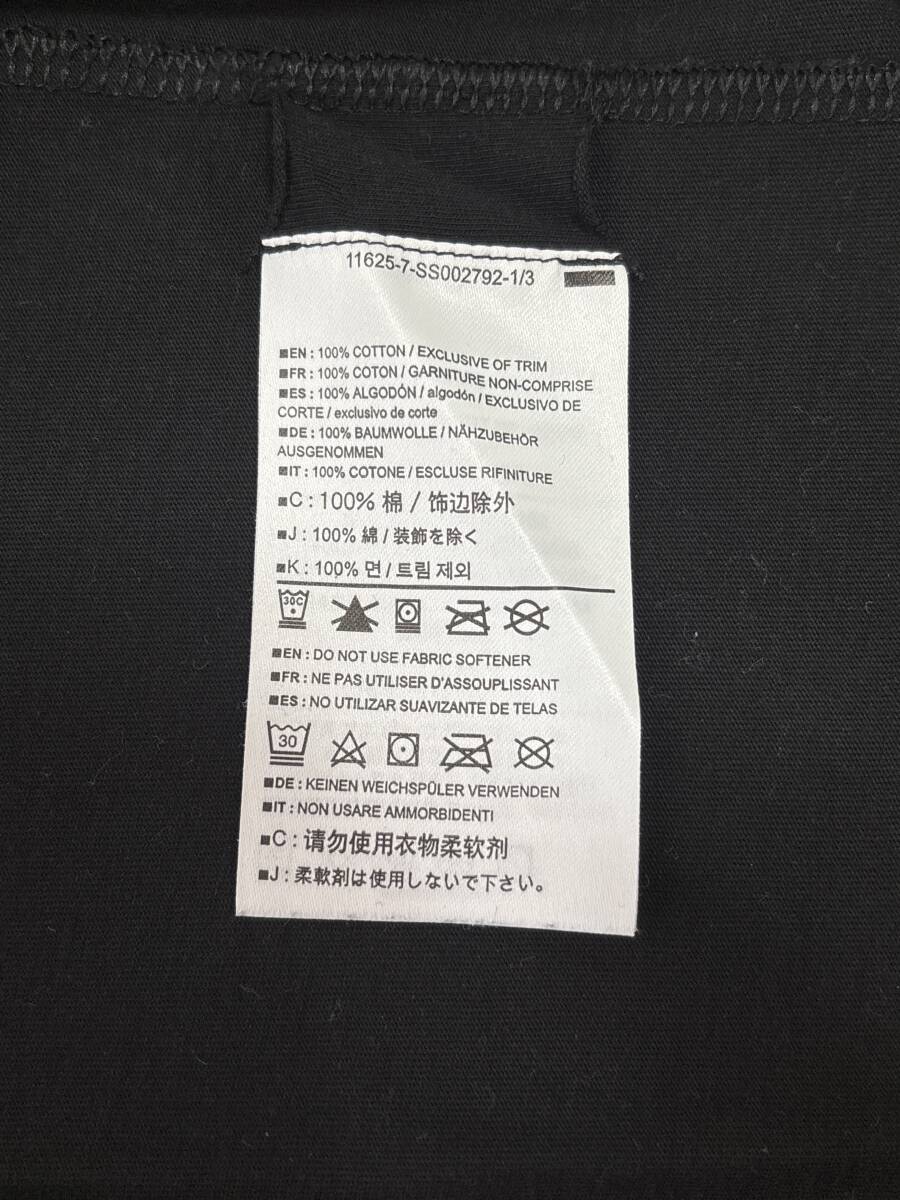 11625-7-SS002792-1/3
EN : 100% COTTON / EXCLUSIVE OF TRIM
FR : 100% COTON / GARNITURE NON-COMPRISE
ES : 100% ALGODÓN / algodón / EXCLUSIVO DE
CORTE / exclusivo de corte
DE : 100% BAUMWOLLE / NÄHZUBEHÖR
AUSGENOMMEN
IT : 100% COTONE / ESCLUSE RIFINITURE
C : 100% 棉 / 饰边除外
J : 100% 綿 / 装飾を除く
K : 100% 면 / 트림 제외
30C
EN : DO NOT USE FABRIC SOFTENER
FR : NE PAS UTILISER D'ASSOUPLISSANT
ES : NO UTILIZAR SUAVIZANTE DE TELAS
30
DE : KEINEN WEICHSPÜLER VERWENDEN
IT : NON USARE AMMORBIDENTI
C : 请勿使用衣物柔软剂
J : 柔軟剤は使用しないで下さい。